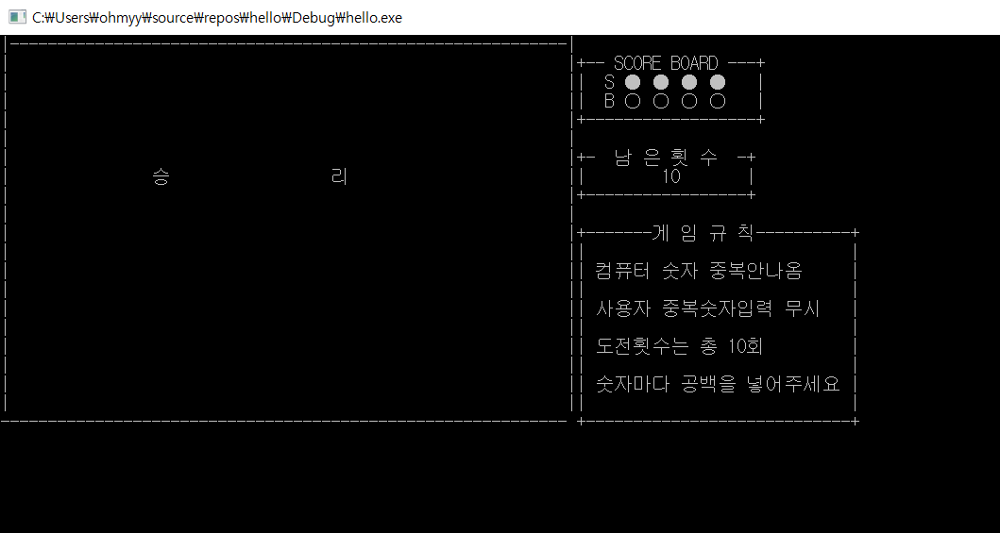 C:₩Users₩ohmyy₩source₩repos₩hello₩Debug₩hello.exe
SCORE BOARD
S ● ● ● ●
B ○ ○ ○ ○
남 은 횟 수
10
승 리
게 임 규 칙
컴퓨터 숫자 중복안나옴
사용자 중복숫자입력 무시
도전횟수는 총 10회
숫자마다 공백을 넣어주세요